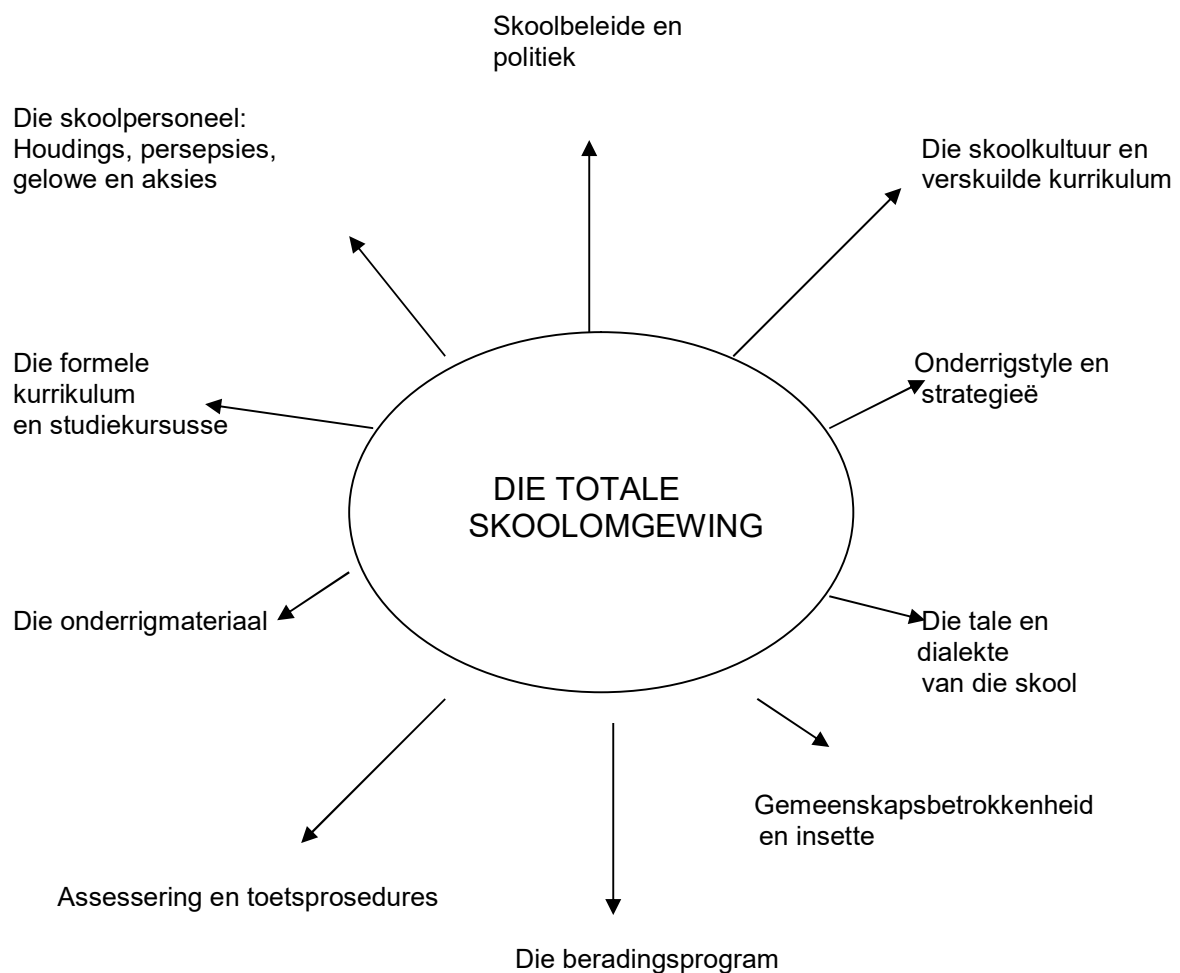 Skoolbeleide en
politiek
Die skoolpersoneel:
Houdings, persepsies,
gelowe en aksies
Die skoolkultuur en
verskuilde kurrikulum
Die formele
kurrikulum
en studiekursusse
Onderrigstyle en
strategieë
DIE TOTALE
SKOOLOMGEWING
Die onderrigmateriaal
Die tale en
dialekte
van die skool
Gemeenskapsbetrokkenheid
en insette
Assessering en toetsprosedures
Die beradingsprogram